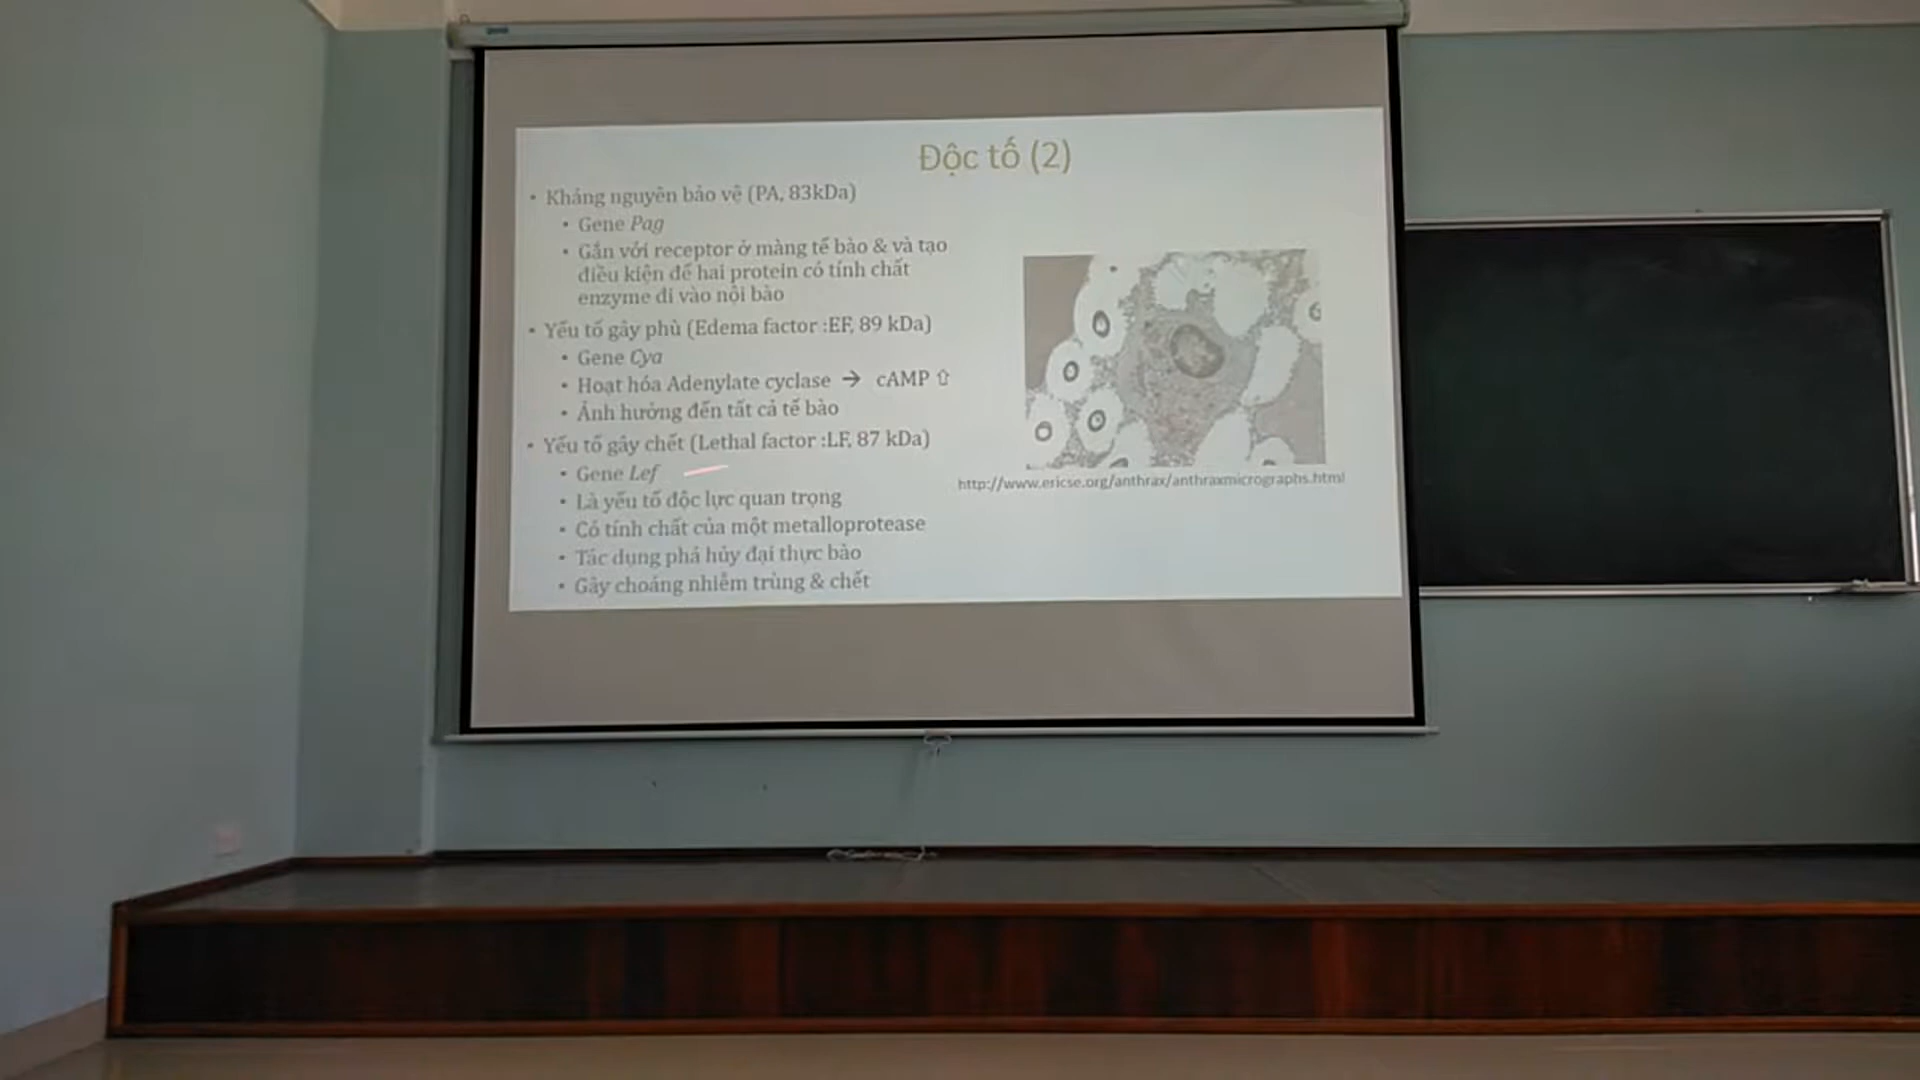 Độc tố (2)
• Kháng nguyên bảo vệ (PA, 83kDa)
• Gene Pag
• Gắn với receptor ở màng tế bào & và tạo
điều kiện để hai protein có tính chất
enzyme đi vào nội bào
• Yếu tố gây phù (Edema factor :EF, 89 kDa)
• Gene Cya
• Hoạt hóa Adenylate cyclase → cAMP ⇧
• Ảnh hưởng đến tất cả tế bào
• Yếu tố gây chết (Lethal factor :LF, 87 kDa)
• Gene Lef
• Là yếu tố độc lực quan trọng
• Có tính chất của một metalloprotease
• Tác dụng phá hủy đại thực bào
• Gây choáng nhiễm trùng & chết
http://www.ericse.org/anthrax/anthraxmicrographs.html